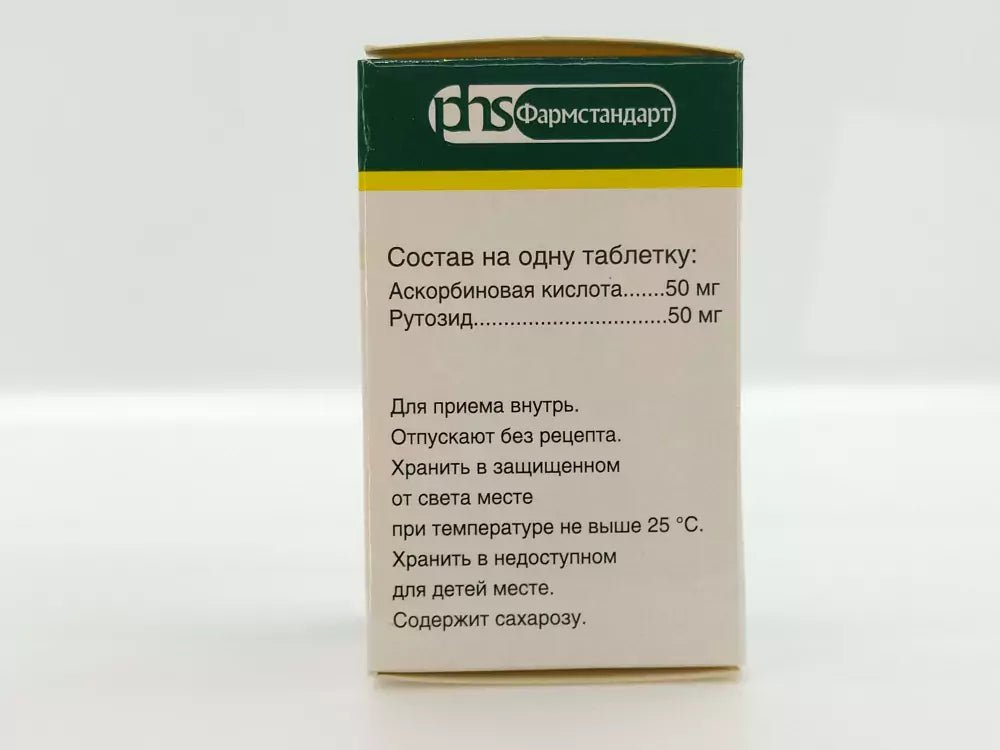 phs Фармстандарт
Состав на одну таблетку:
Аскорбиновая кислота.......50 мг
Рутозид................................50 мг
Для приема внутрь.
Отпускают без рецепта.
Хранить в защищенном
от света месте
при температуре не выше 25 °С.
Хранить в недоступном
для детей месте.
Содержит сахарозу.